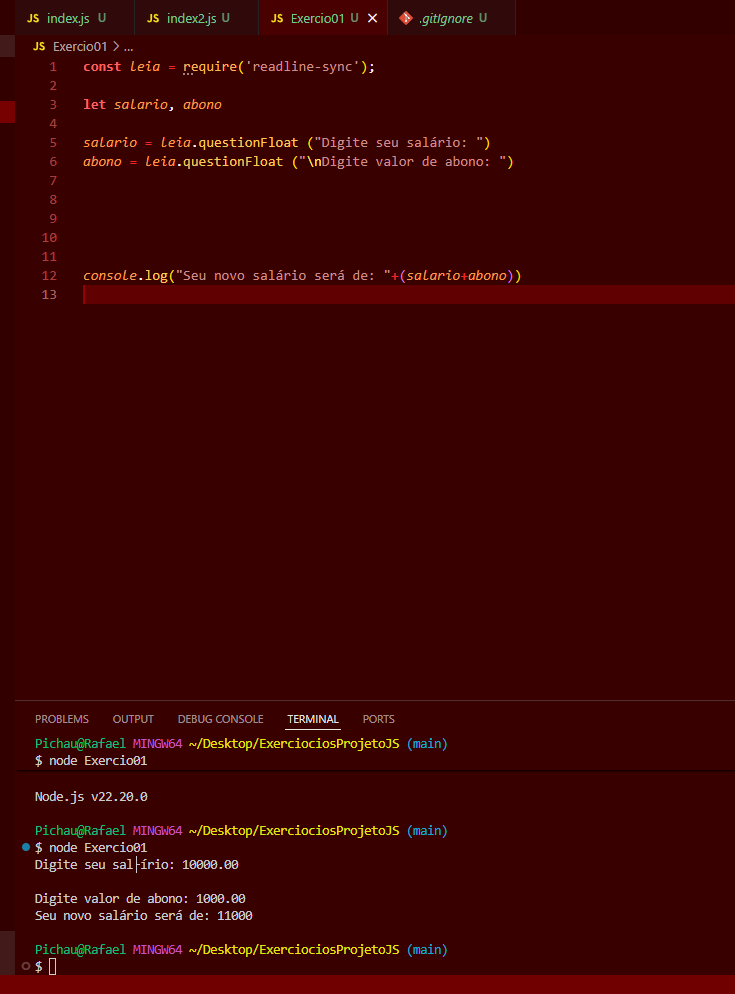 JS index.js U JS index2.js U JS Exercio01 U × .gitIgnore U
JS Exercio01 > ...
1 const leia = require('readline-sync');
2
3 let salario, abono
4
5 salario = leia.questionFloat ("Digite seu salário: ")
6 abono = leia.questionFloat ("\nDigite valor de abono: ")
7
8
9
10
11
12 console.log("Seu novo salário será de: "+(salario+abono))
13
PROBLEMS OUTPUT DEBUG CONSOLE TERMINAL PORTS
Pichau@Rafael MINGW64 ~/Desktop/ExerciociosProjetoJS (main)
$ node Exercio01
Node.js v22.20.0
Pichau@Rafael MINGW64 ~/Desktop/ExerciociosProjetoJS (main)
$ node Exercio01
Digite seu sal├írio: 10000.00
Digite valor de abono: 1000.00
Seu novo salário será de: 11000
Pichau@Rafael MINGW64 ~/Desktop/ExerciociosProjetoJS (main)
$